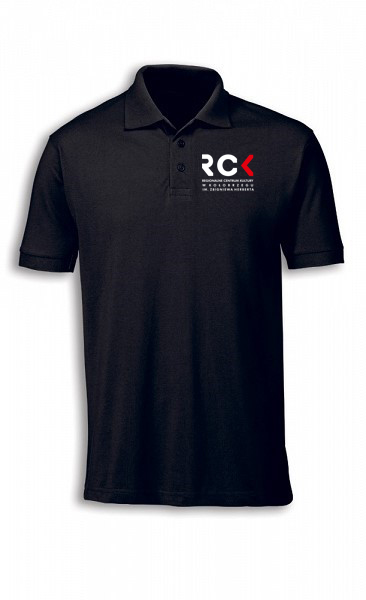 RCK
REGIONALNE CENTRUM KULTURY
W KOŁOBRZEGU
IM. ZBIGNIEWA HERBERTA